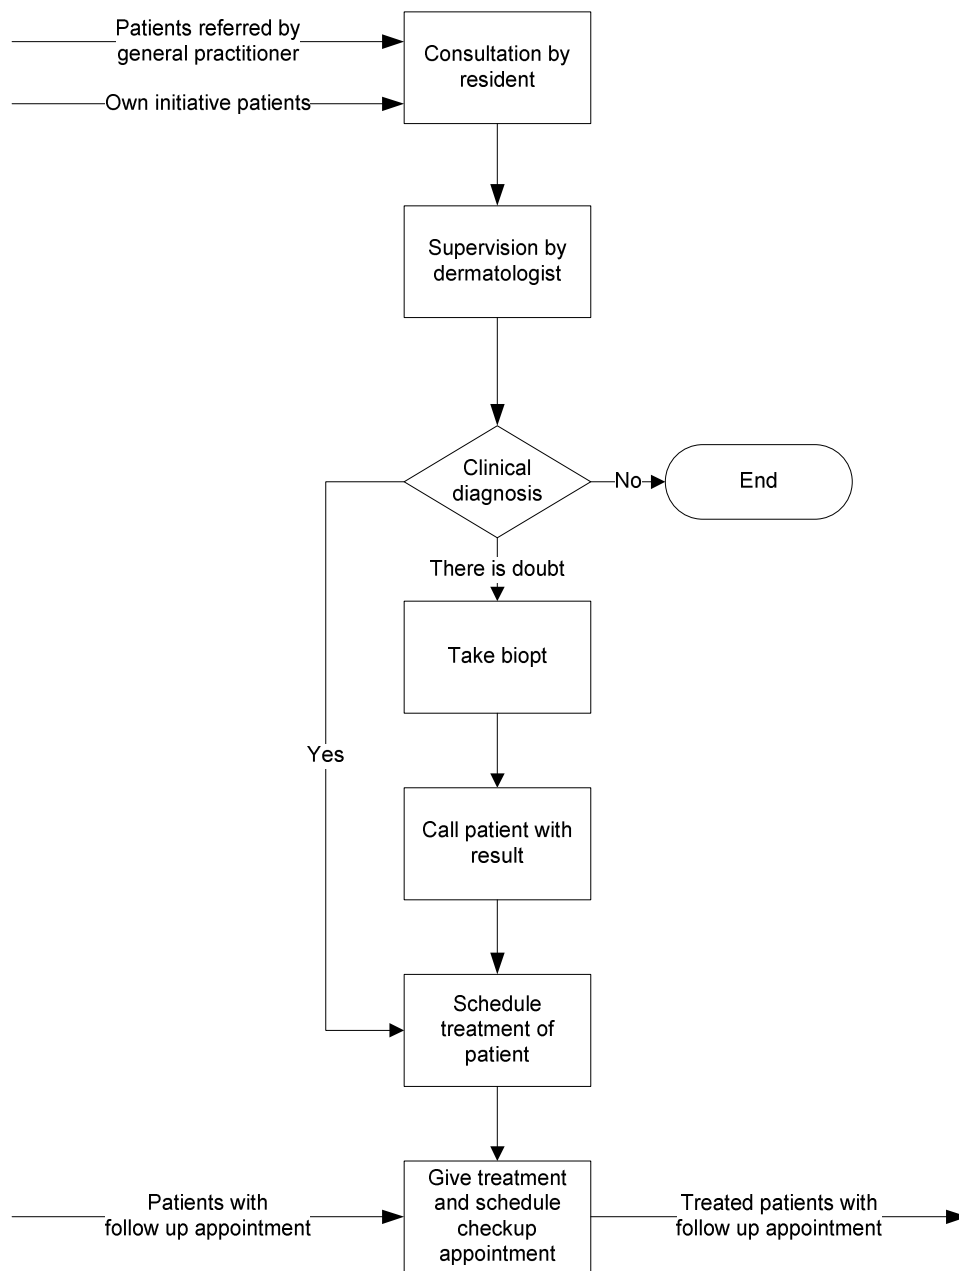 Patients referred by
general practitioner
Consultation by
resident
Own initiative patients
Supervision by
dermatologist
Clinical
diagnosis
No
End
There is doubt
Take biopt
Yes
Call patient with
result
Schedule
treatment of
patient
Patients with
follow up appointment
Give treatment
and schedule
checkup
appointment
Treated patients with
follow up appointment